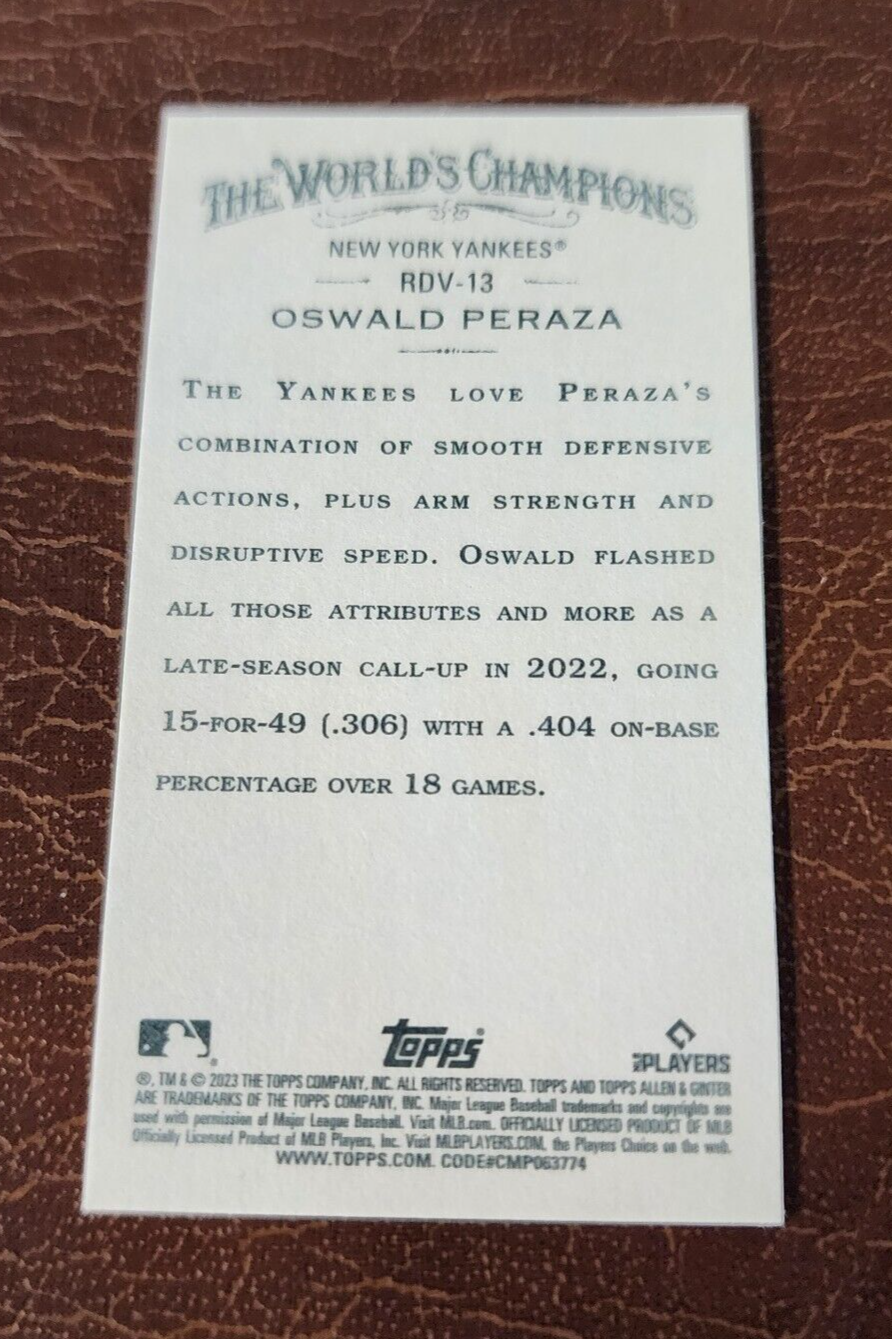 THE WORLD'S CHAMPIONS
NEW YORK YANKEES®
RDV-13
OSWALD PERAZA
THE YANKEES LOVE PERAZA'S
COMBINATION OF SMOOTH DEFENSIVE
ACTIONS, PLUS ARM STRENGTH AND
DISRUPTIVE SPEED. OSWALD FLASHED
ALL THOSE ATTRIBUTES AND MORE AS A
LATE-SEASON CALL-UP IN 2022, GOING
15-FOR-49 (.306) WITH A .404 ON-BASE
PERCENTAGE OVER 18 GAMES.
®
topps®
PLAYERS
®, TM & © 2023 THE TOPPS COMPANY, INC. ALL RIGHTS RESERVED. TOPPS AND TOPPS ALLEN & GINTER
ARE TRADEMARKS OF THE TOPPS COMPANY, INC. Major League Baseball trademarks and copyrights are
used with permission of Major League Baseball. Visit MLB.com. OFFICIALLY LICENSED PRODUCT OF MLB
Officially Licensed Product of MLB Players, Inc. Visit MLBPLAYERS.COM, the Players Choice on the web.
WWW.TOPPS.COM. CODE#CMP063774